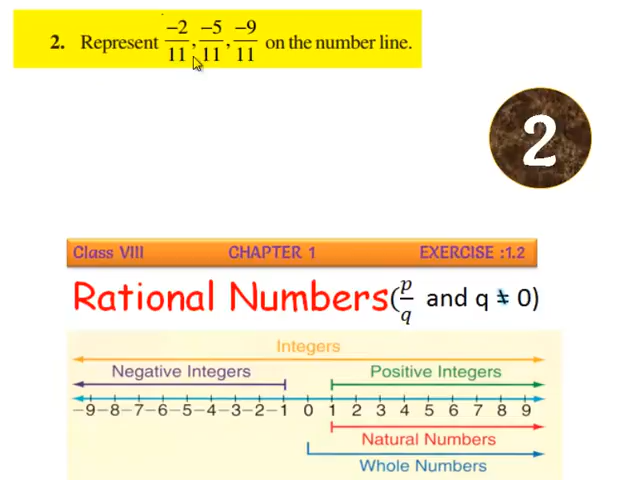 2. Represent -2/11, -5/11, -9/11 on the number line.
2
Class VIII CHAPTER 1 EXERCISE :1.2
Rational Numbers(p/q and q ≠ 0)
Integers
Negative Integers Positive Integers
-9 -8 -7 -6 -5 -4 -3 -2 -1 0 1 2 3 4 5 6 7 8 9
Natural Numbers
Whole Numbers